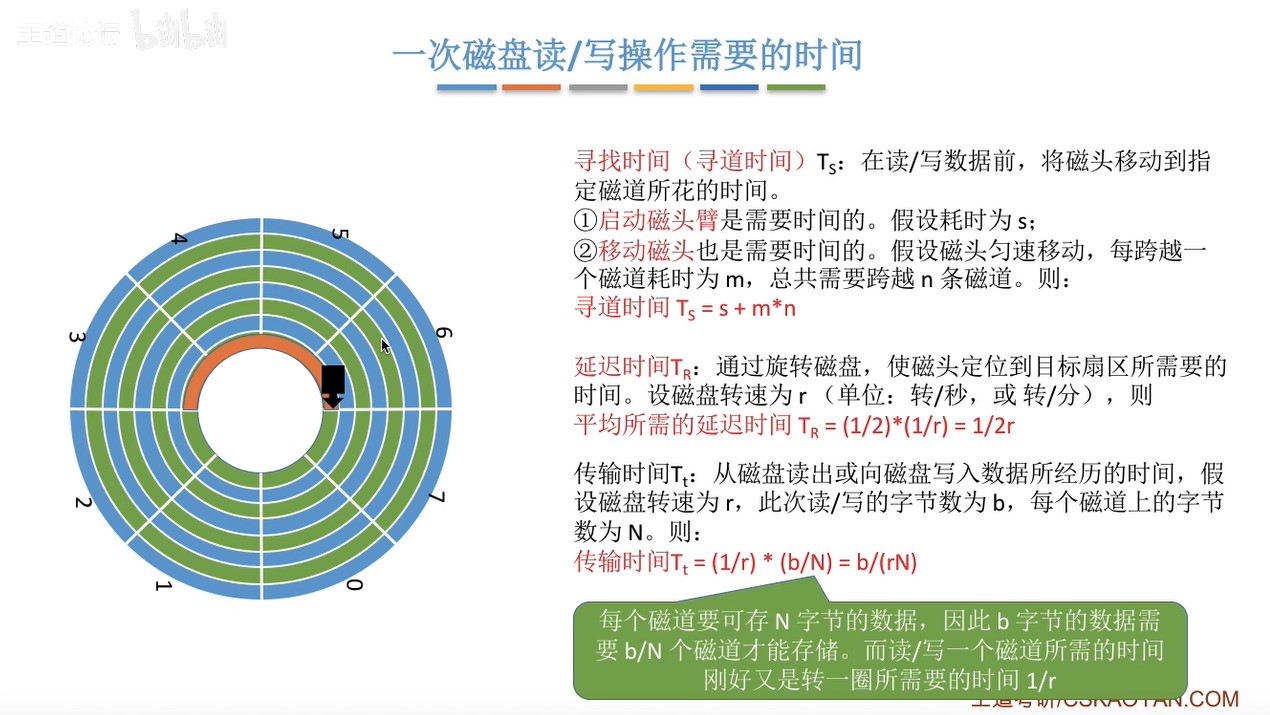 王道论坛 bilibili
一次磁盘读/写操作需要的时间
寻找时间（寻道时间）TS：在读/写数据前，将磁头移动到指
定磁道所花的时间。
①启动磁头臂是需要时间的。假设耗时为 s；
②移动磁头也是需要时间的。假设磁头匀速移动，每跨越一
个磁道耗时为 m，总共需要跨越 n 条磁道。则：
寻道时间 TS = s + m*n
延迟时间TR：通过旋转磁盘，使磁头定位到目标扇区所需要的
时间。设磁盘转速为 r （单位：转/秒，或 转/分），则
平均所需的延迟时间 TR = (1/2)*(1/r) = 1/2r
传输时间Tt：从磁盘读出或向磁盘写入数据所经历的时间，假
设磁盘转速为 r，此次读/写的字节数为 b，每个磁道上的字节
数为 N。则：
传输时间Tt = (1/r) * (b/N) = b/(rN)
每个磁道要可存 N 字节的数据，因此 b 字节的数据需
要 b/N 个磁道才能存储。而读/写一个磁道所需的时间
刚好又是转一圈所需要的时间 1/r
王道考研/CSKAOYAN.COM
4
5
3
6
2
7
1
0